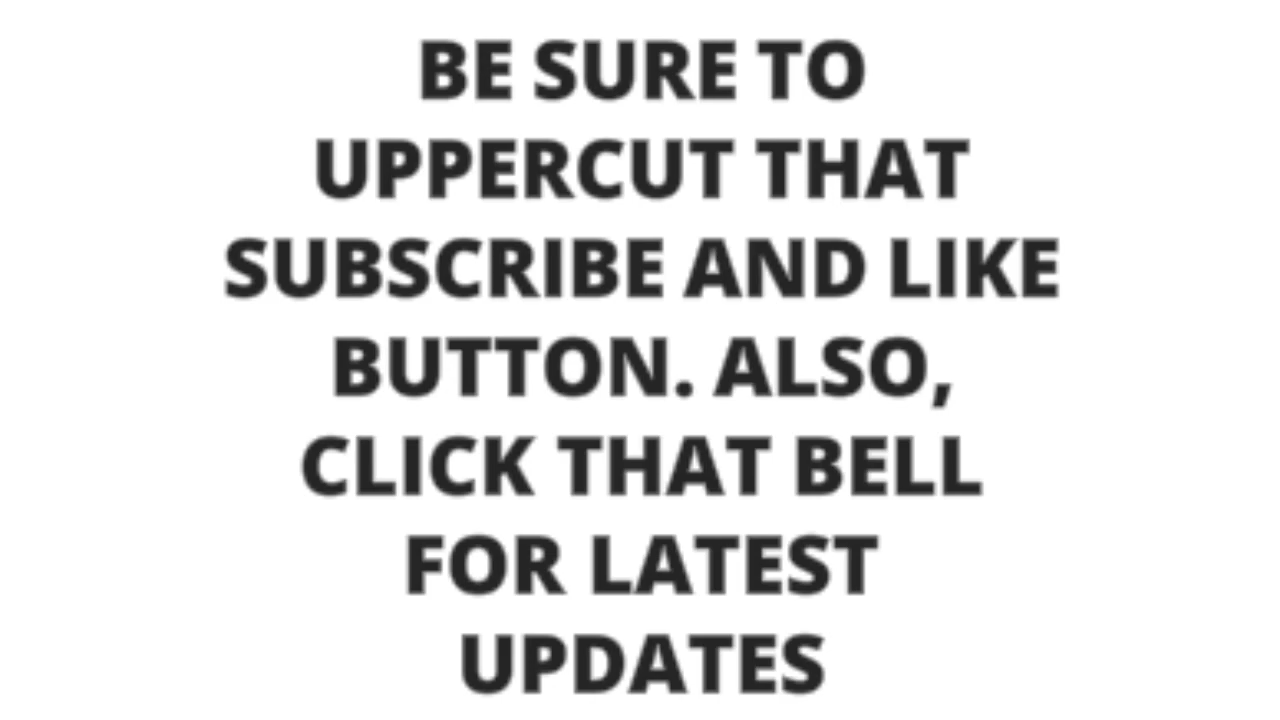 BE SURE TO
UPPERCUT THAT
SUBSCRIBE AND LIKE
BUTTON. ALSO,
CLICK THAT BELL
FOR LATEST
UPDATES